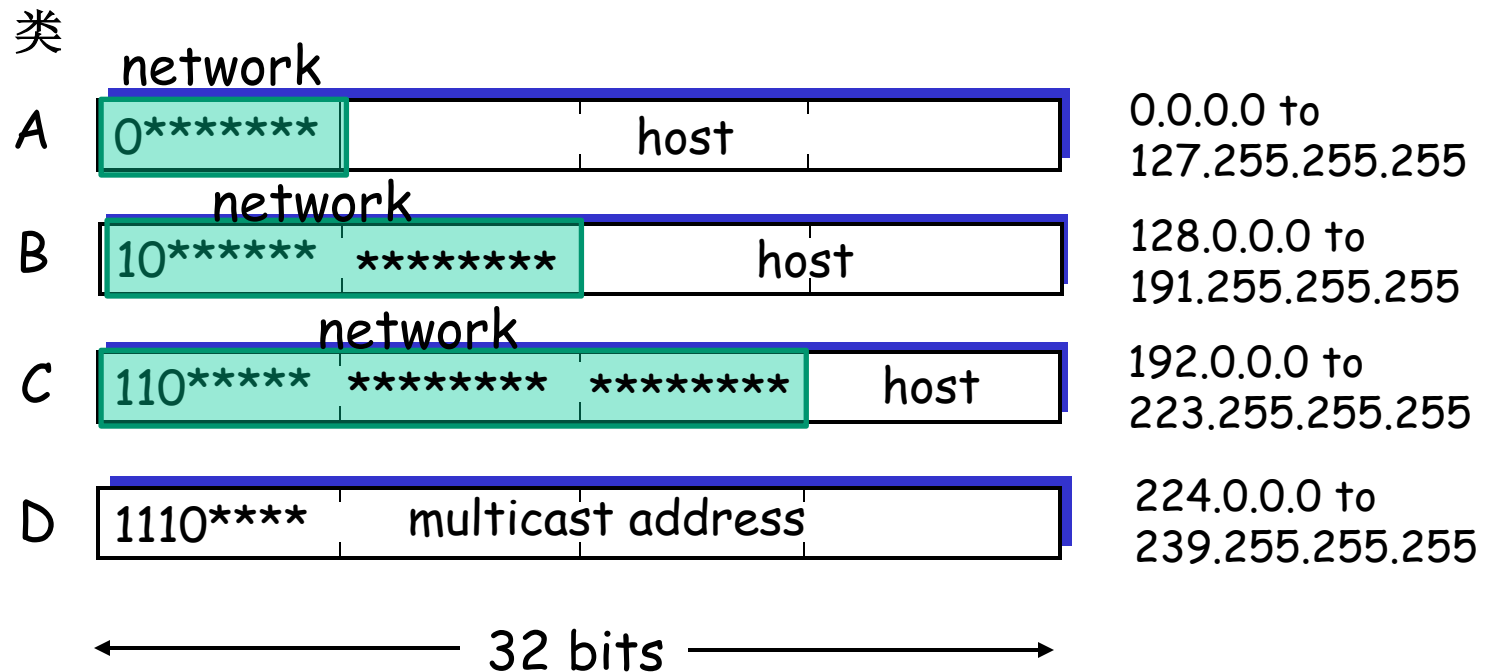 类
network
A 0******* host 0.0.0.0 to
127.255.255.255
network
B 10****** ******** host 128.0.0.0 to
191.255.255.255
network
C 110***** ******** ******** host 192.0.0.0 to
223.255.255.255
D 1110**** multicast address 224.0.0.0 to
239.255.255.255
32 bits